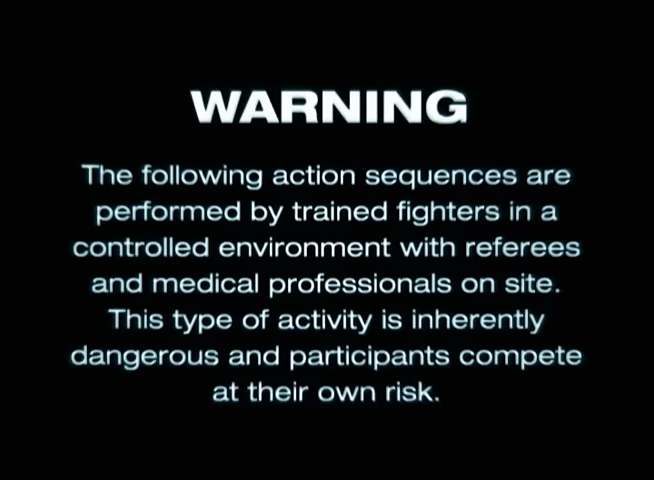 WARNING
The following action sequences are
performed by trained fighters in a
controlled environment with referees
and medical professionals on site.
This type of activity is inherently
dangerous and participants compete
at their own risk.